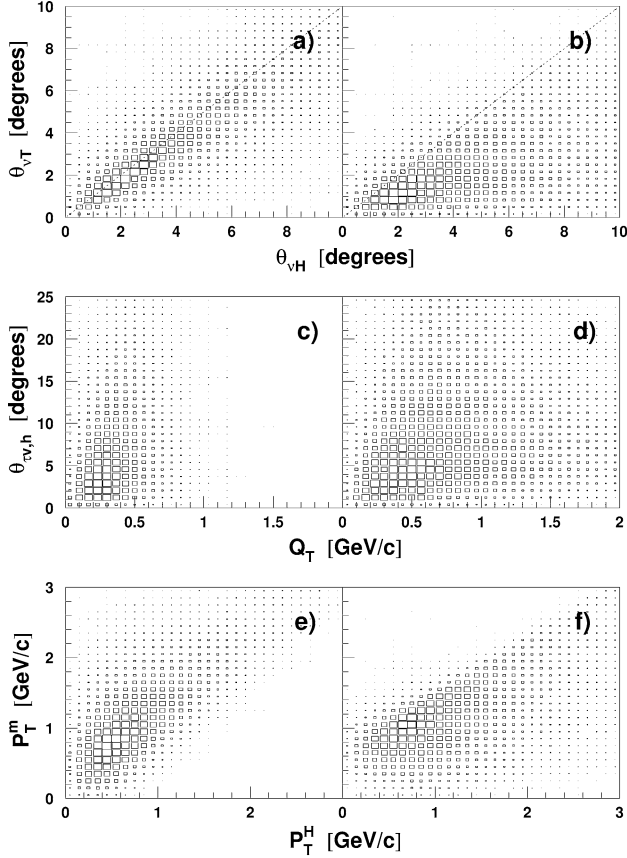 10
8
6
4
2
0
θνT [degrees]
a)
b)
0 2 4 6 8 0 2 4 6 8 10
θνH [degrees]
25
20
15
10
5
0
θτν,h [degrees]
c)
d)
0 0.5 1 1.5 0 0.5 1 1.5 2
QT [GeV/c]
3
2
1
0
PmT [GeV/c]
e)
f)
0 1 2 0 1 2 3
PHT [GeV/c]